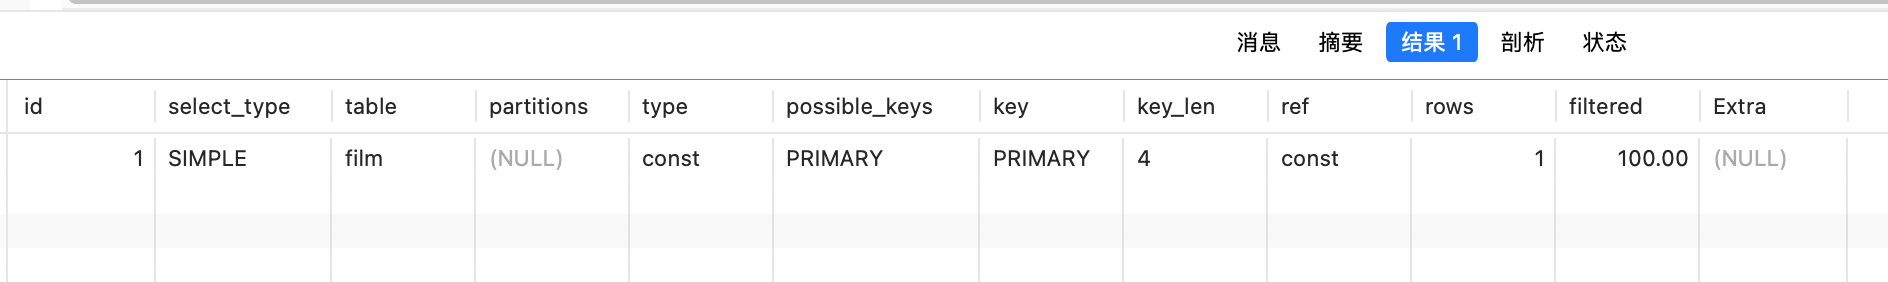 消息 摘要 结果 1 剖析 状态
id select_type table partitions type possible_keys key key_len ref rows filtered Extra
1 SIMPLE film (NULL) const PRIMARY PRIMARY 4 const 1 100.00 (NULL)